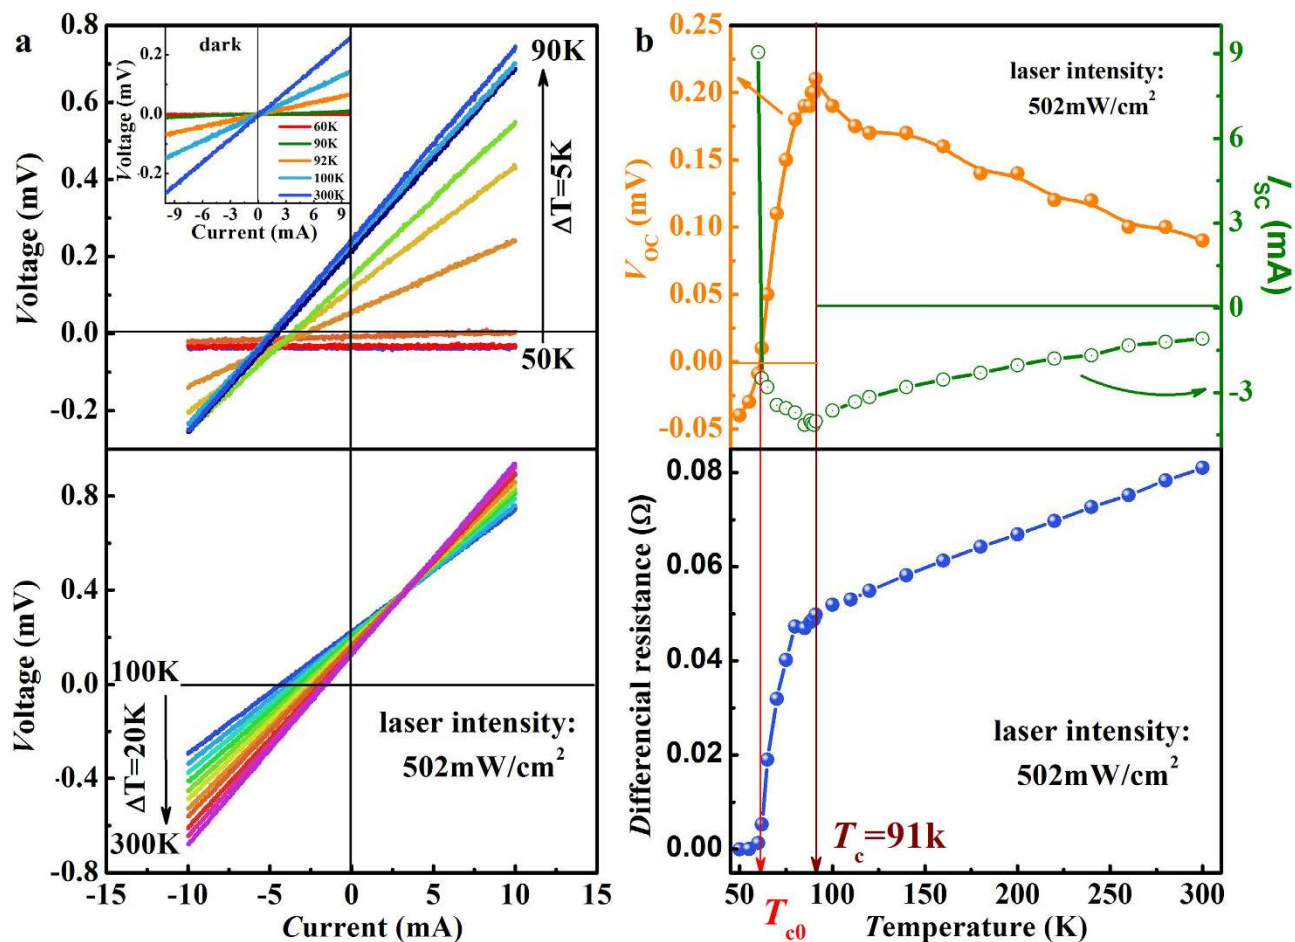 a
0.8
0.6
0.4
0.2
0.0
-0.2
Voltage (mV)
dark
0.2
0.0
-0.2
Voltage (mV)
60K
90K
92K
100K
300K
-9 -6 -3 0 3 6 9
Current (mA)
90K
ΔT=5K
50K
0.8
0.4
0.0
-0.4
-0.8
Voltage (mV)
100K
ΔT=20K
300K
laser intensity:
502mW/cm²
-15 -10 -5 0 5 10 15
Current (mA)
b
0.25
0.20
0.15
0.10
0.05
0.00
-0.05
VOC (mV)
laser intensity:
502mW/cm²
9
6
3
0
-3
ISC (mA)
0.08
0.06
0.04
0.02
0.00
Differencial resistance (Ω)
laser intensity:
502mW/cm²
Tc=91k
50 100 150 200 250 300
Tc0
Temperature (K)